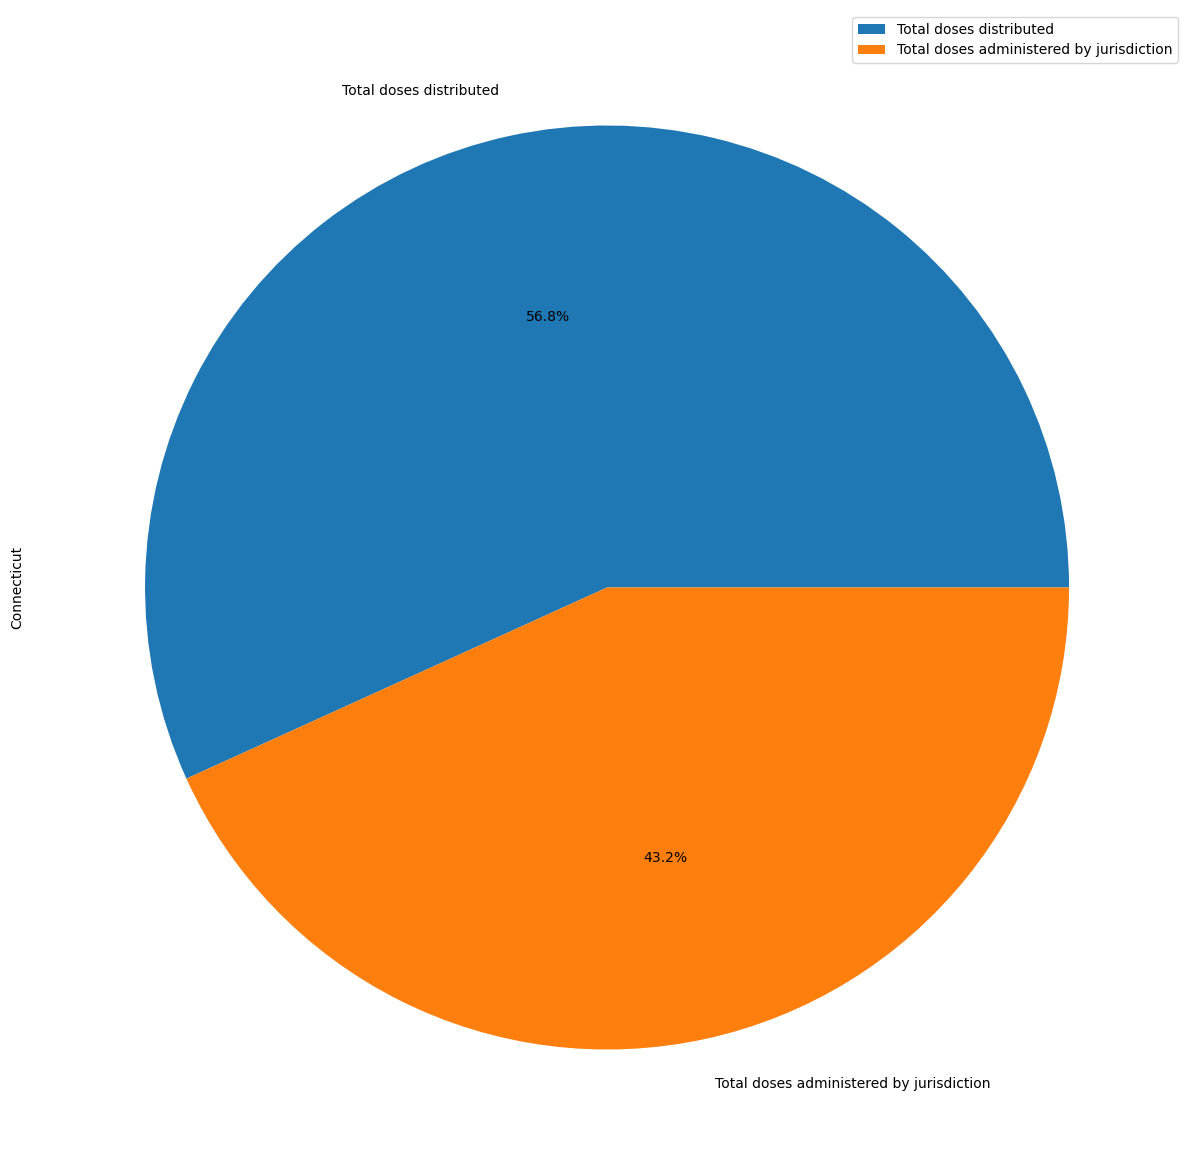 Total doses distributed
Total doses administered by jurisdiction
Total doses distributed
56.8%
Connecticut
43.2%
Total doses administered by jurisdiction